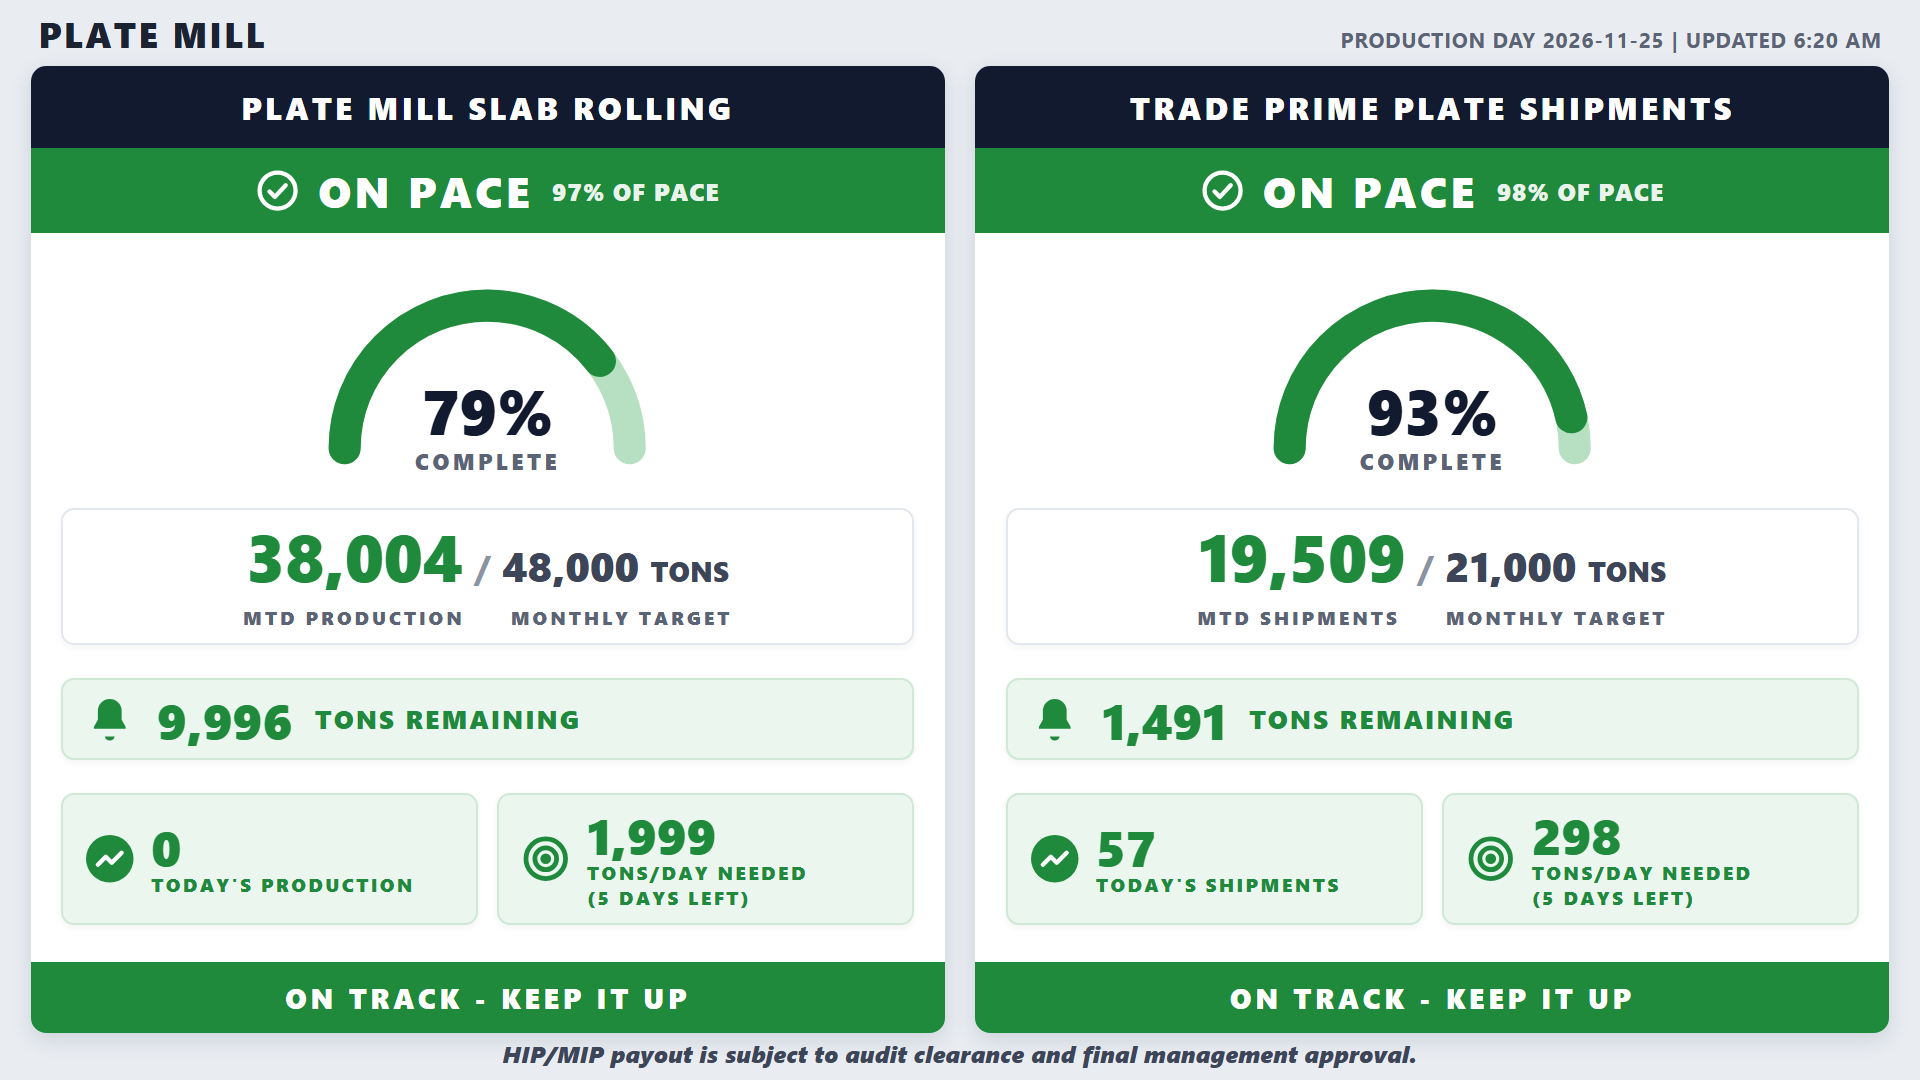 PLATE MILL
PRODUCTION DAY 2026-11-25 | UPDATED 6:20 AM
PLATE MILL SLAB ROLLING
ON PACE 97% OF PACE
79%
COMPLETE
38,004 / 48,000 TONS
MTD PRODUCTION MONTHLY TARGET
9,996 TONS REMAINING
0
TODAY'S PRODUCTION
1,999
TONS/DAY NEEDED
(5 DAYS LEFT)
ON TRACK - KEEP IT UP
TRADE PRIME PLATE SHIPMENTS
ON PACE 98% OF PACE
93%
COMPLETE
19,509 / 21,000 TONS
MTD SHIPMENTS MONTHLY TARGET
1,491 TONS REMAINING
57
TODAY'S SHIPMENTS
298
TONS/DAY NEEDED
(5 DAYS LEFT)
ON TRACK - KEEP IT UP
HIP/MIP payout is subject to audit clearance and final management approval.